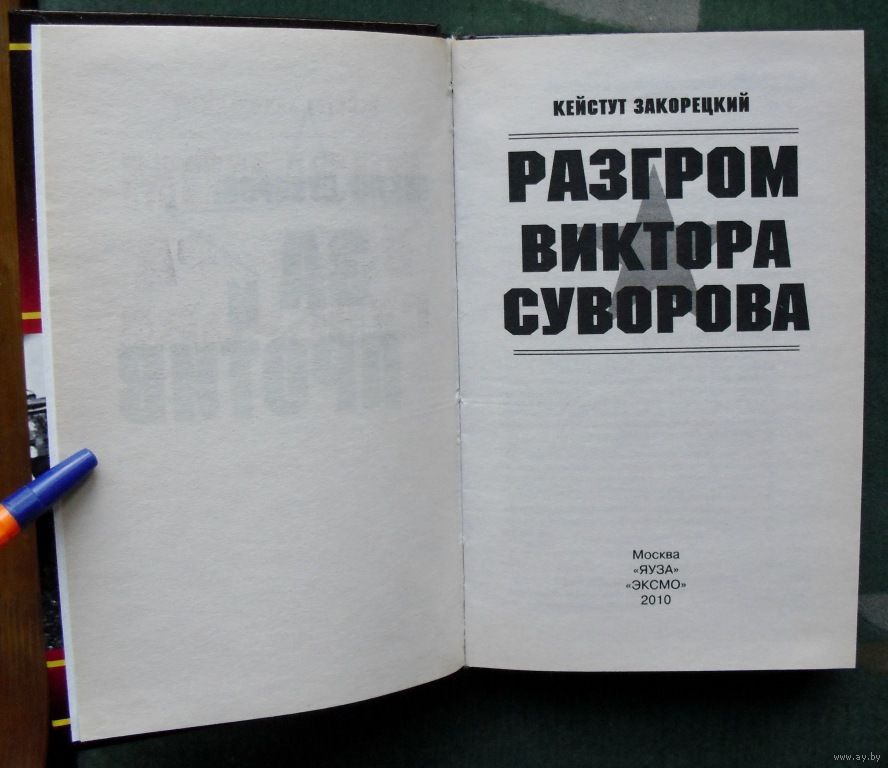 КЕЙСТУТ ЗАКОРЕЦКИЙ
РАЗГРОМ
ВИКТОРА
СУВОРОВА
Москва
«ЯУЗА»
«ЭКСМО»
2010
www.ay.by